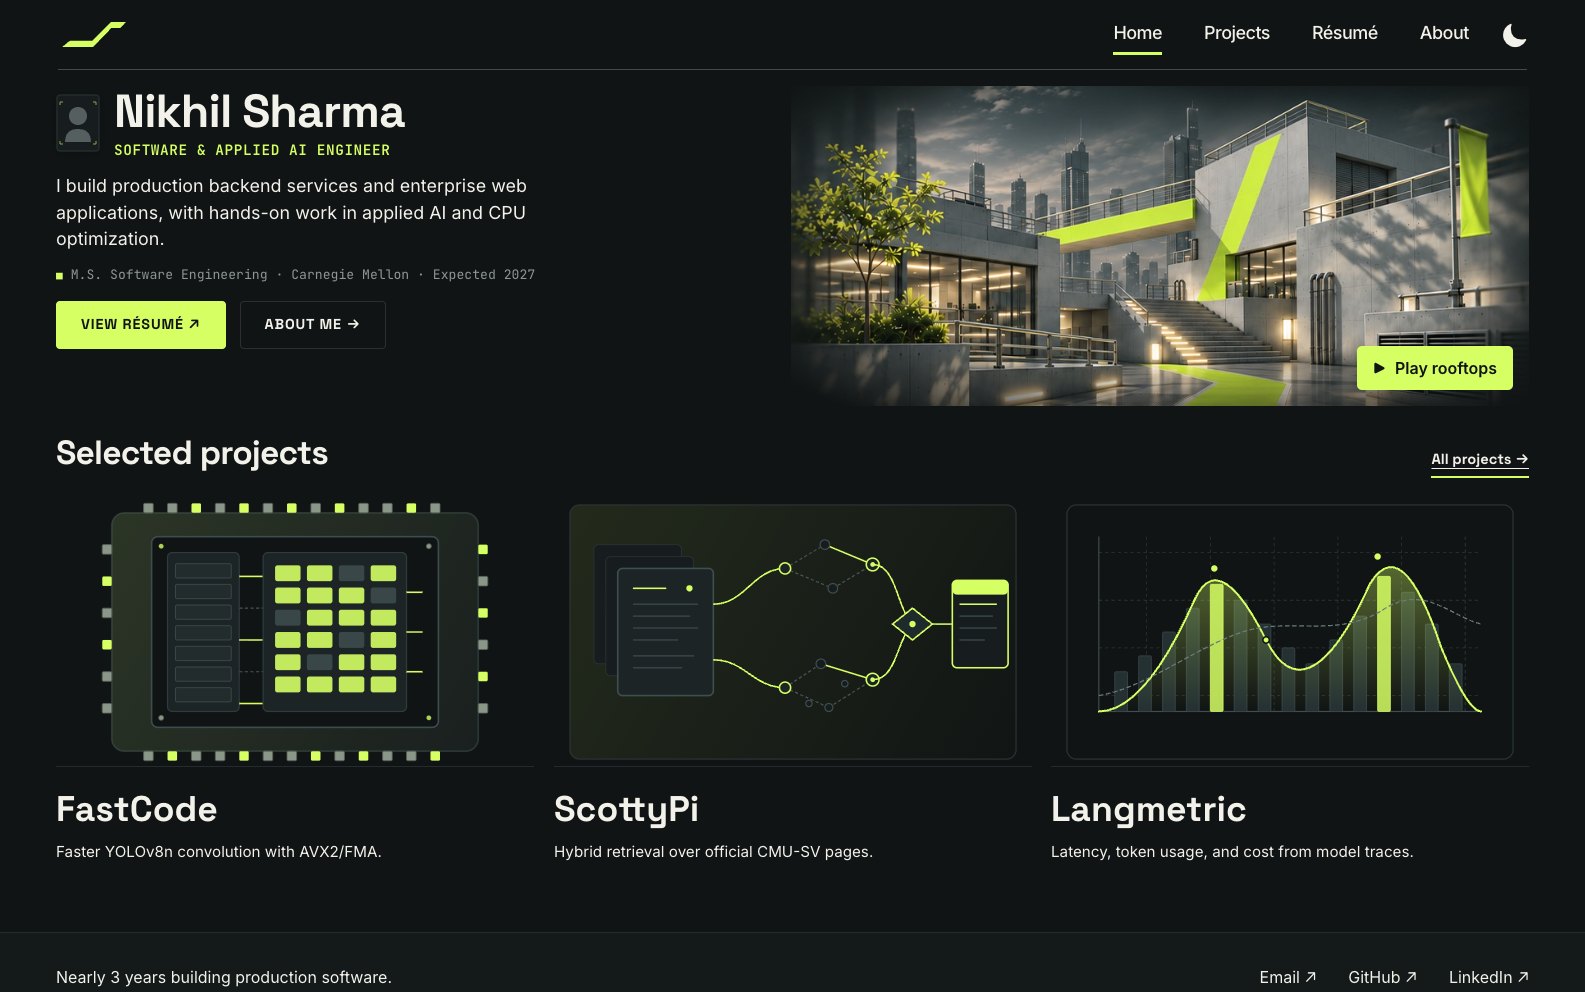 Home Projects Résumé About
Nikhil Sharma
SOFTWARE & APPLIED AI ENGINEER
I build production backend services and enterprise web
applications, with hands-on work in applied AI and CPU
optimization.
M.S. Software Engineering · Carnegie Mellon · Expected 2027
VIEW RÉSUMÉ ↗ ABOUT ME →
Play rooftops
Selected projects
All projects →
FastCode
Faster YOLOv8n convolution with AVX2/FMA.
ScottyPi
Hybrid retrieval over official CMU-SV pages.
Langmetric
Latency, token usage, and cost from model traces.
Nearly 3 years building production software.
Email ↗ GitHub ↗ LinkedIn ↗